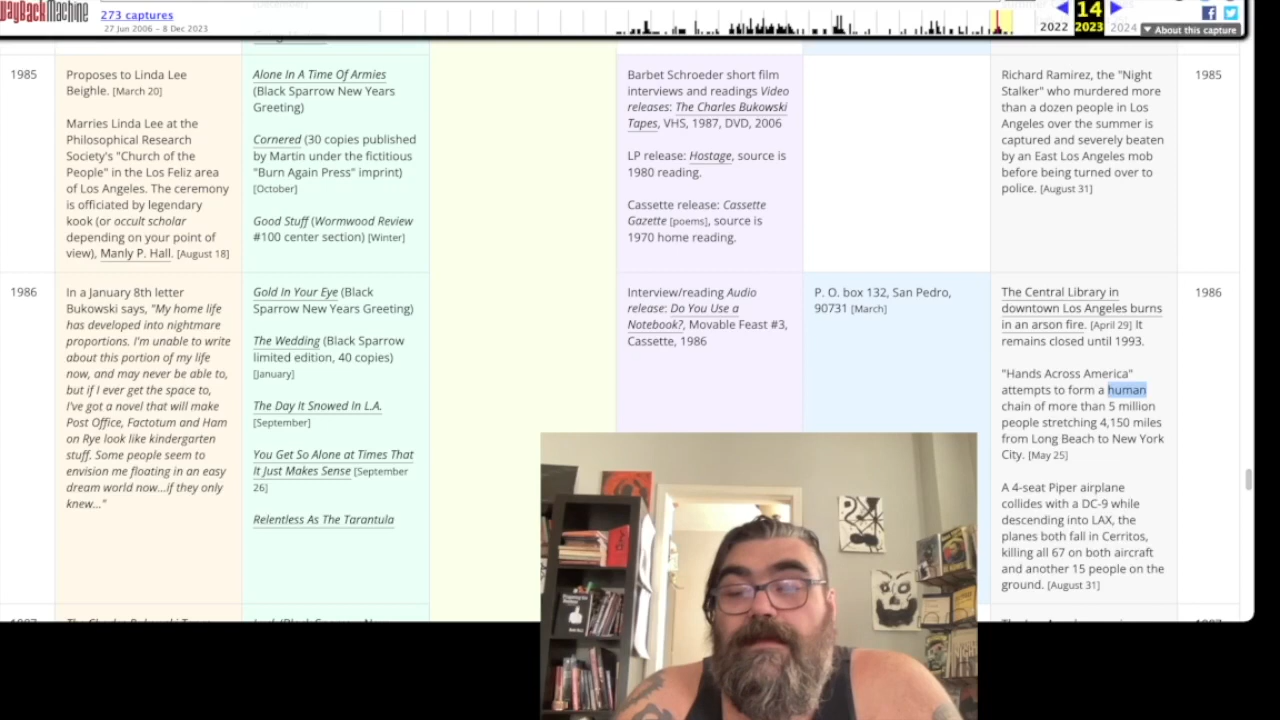 WayBackMachine
273 captures
27 Jun 2006 – 8 Dec 2023
14
2022 2023 2024
About this capture
1985
Proposes to Linda Lee
Beighle. [March 20]
Marries Linda Lee at the
Philosophical Research
Society's "Church of the
People" in the Los Feliz area
of Los Angeles. The ceremony
is officiated by legendary
kook (or occult scholar
depending on your point of
view), Manly P. Hall. [August 18]
Alone In A Time Of Armies
(Black Sparrow New Years
Greeting)
Cornered (30 copies published
by Martin under the fictitious
"Burn Again Press" imprint)
[October]
Good Stuff (Wormwood Review
#100 center section) [Winter]
Barbet Schroeder short film
interviews and readings Video
releases: The Charles Bukowski
Tapes, VHS, 1987, DVD, 2006
LP release: Hostage, source is
1980 reading.
Cassette release: Cassette
Gazette [poems], source is
1970 home reading.
Richard Ramirez, the "Night
Stalker" who murdered more
than a dozen people in Los
Angeles over the summer is
captured and severely beaten
by an East Los Angeles mob
before being turned over to
police. [August 31]
1985
1986
In a January 8th letter
Bukowski says, "My home life
has developed into nightmare
proportions. I'm unable to write
about this portion of my life
now, and may never be able to,
but if I ever get the space to,
I've got a novel that will make
Post Office, Factotum and Ham
on Rye look like kindergarten
stuff. Some people seem to
envision me floating in an easy
dream world now...if they only
knew..."
Gold In Your Eye (Black
Sparrow New Years Greeting)
The Wedding (Black Sparrow
limited edition, 40 copies)
[January]
The Day It Snowed In L.A.
[September]
You Get So Alone at Times That
It Just Makes Sense [September
26]
Relentless As The Tarantula
Interview/reading Audio
release: Do You Use a
Notebook?, Movable Feast #3,
Cassette, 1986
P. O. box 132, San Pedro,
90731 [March]
The Central Library in
downtown Los Angeles burns
in an arson fire. [April 29] It
remains closed until 1993.
"Hands Across America"
attempts to form a human
chain of more than 5 million
people stretching 4,150 miles
from Long Beach to New York
City. [May 25]
A 4-seat Piper airplane
collides with a DC-9 while
descending into LAX, the
planes both fall in Cerritos,
killing all 67 on both aircraft
and another 15 people on the
ground. [August 31]
1986